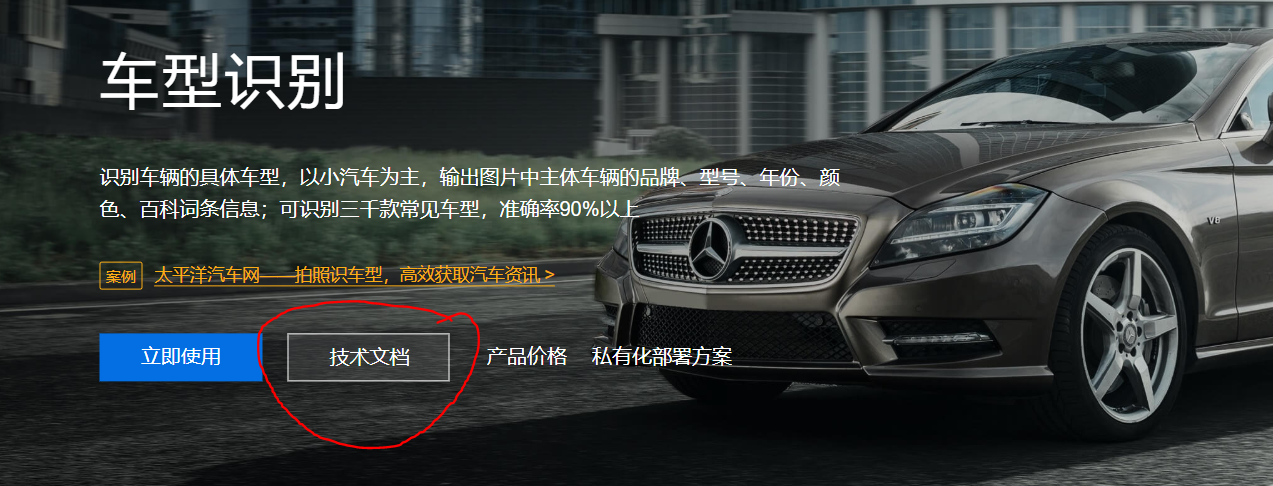 车型识别
识别车辆的具体车型，以小汽车为主，输出图片中主体车辆的品牌、型号、年份、颜
色、百科词条信息；可识别三千款常见车型，准确率90%以上
案例 太平洋汽车网——拍照识车型，高效获取汽车资讯 >
立即使用 技术文档 产品价格 私有化部署方案
V8